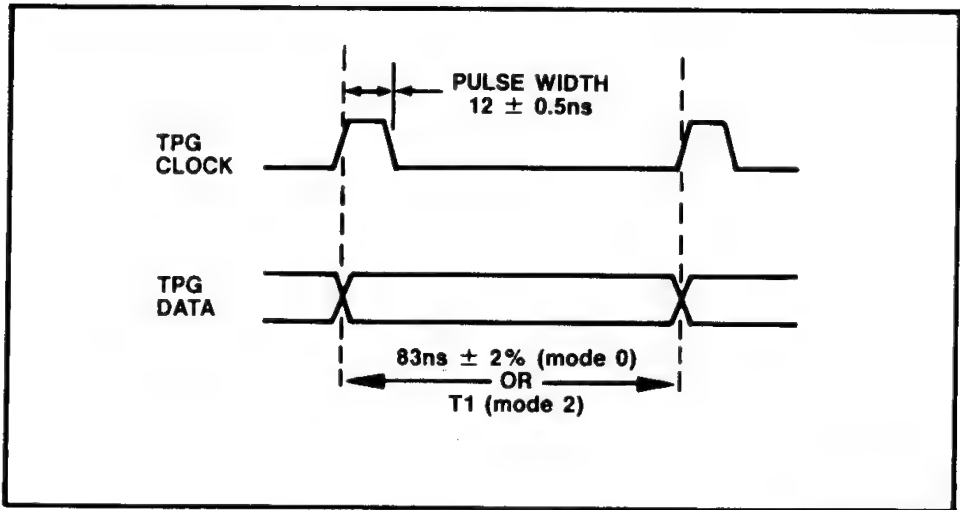 PULSE WIDTH
12 ± 0.5ns
TPG
CLOCK
TPG
DATA
83ns ± 2% (mode 0)
OR
T1 (mode 2)